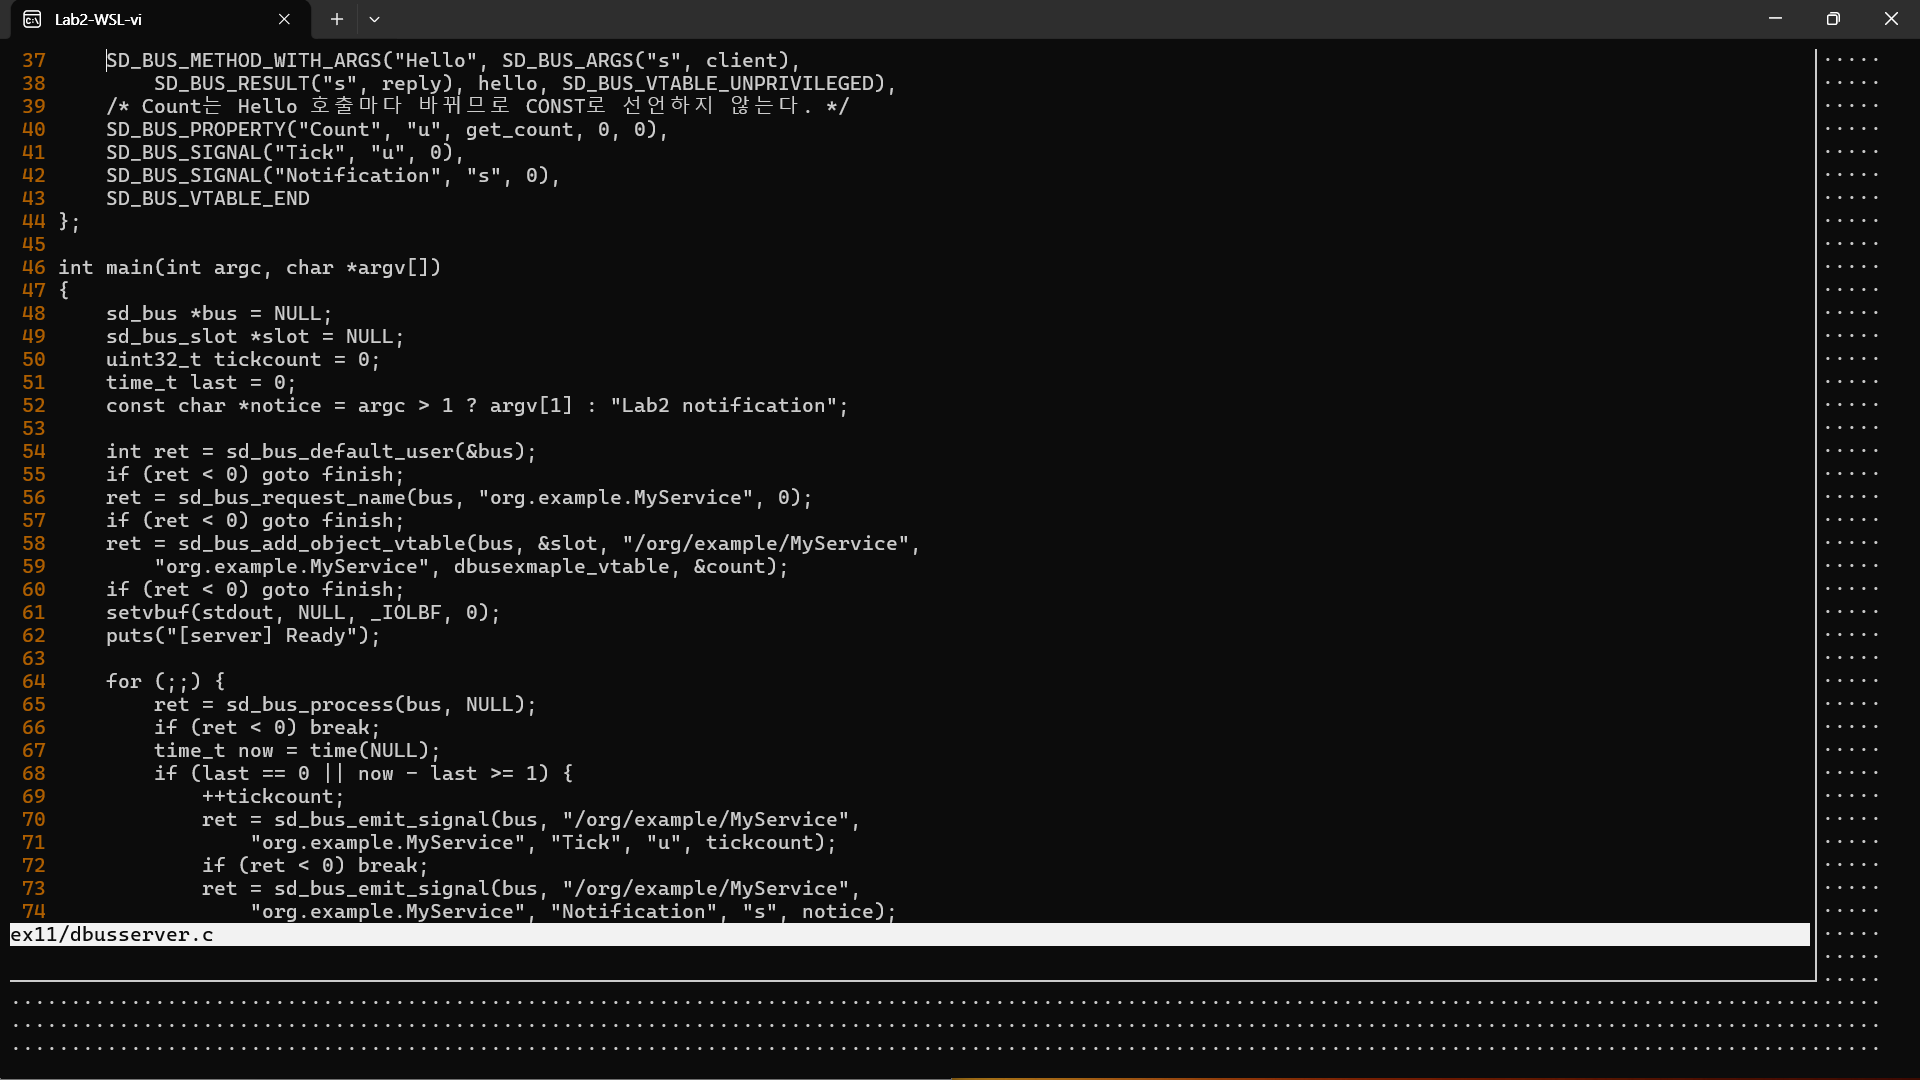 Lab2-WSL-vi
37     SD_BUS_METHOD_WITH_ARGS("Hello", SD_BUS_ARGS("s", client),
38         SD_BUS_RESULT("s", reply), hello, SD_BUS_VTABLE_UNPRIVILEGED),
39     /* Count는 Hello 호출마다 바뀌므로 CONST로 선언하지 않는다. */
40     SD_BUS_PROPERTY("Count", "u", get_count, 0, 0),
41     SD_BUS_SIGNAL("Tick", "u", 0),
42     SD_BUS_SIGNAL("Notification", "s", 0),
43     SD_BUS_VTABLE_END
44 };
45
46 int main(int argc, char *argv[])
47 {
48     sd_bus *bus = NULL;
49     sd_bus_slot *slot = NULL;
50     uint32_t tickcount = 0;
51     time_t last = 0;
52     const char *notice = argc > 1 ? argv[1] : "Lab2 notification";
53
54     int ret = sd_bus_default_user(&bus);
55     if (ret < 0) goto finish;
56     ret = sd_bus_request_name(bus, "org.example.MyService", 0);
57     if (ret < 0) goto finish;
58     ret = sd_bus_add_object_vtable(bus, &slot, "/org/example/MyService",
59         "org.example.MyService", dbusexmaple_vtable, &count);
60     if (ret < 0) goto finish;
61     setvbuf(stdout, NULL, _IOLBF, 0);
62     puts("[server] Ready");
63
64     for (;;) {
65         ret = sd_bus_process(bus, NULL);
66         if (ret < 0) break;
67         time_t now = time(NULL);
68         if (last == 0 || now - last >= 1) {
69             ++tickcount;
70             ret = sd_bus_emit_signal(bus, "/org/example/MyService",
71                 "org.example.MyService", "Tick", "u", tickcount);
72             if (ret < 0) break;
73             ret = sd_bus_emit_signal(bus, "/org/example/MyService",
74                 "org.example.MyService", "Notification", "s", notice);
ex11/dbusserver.c